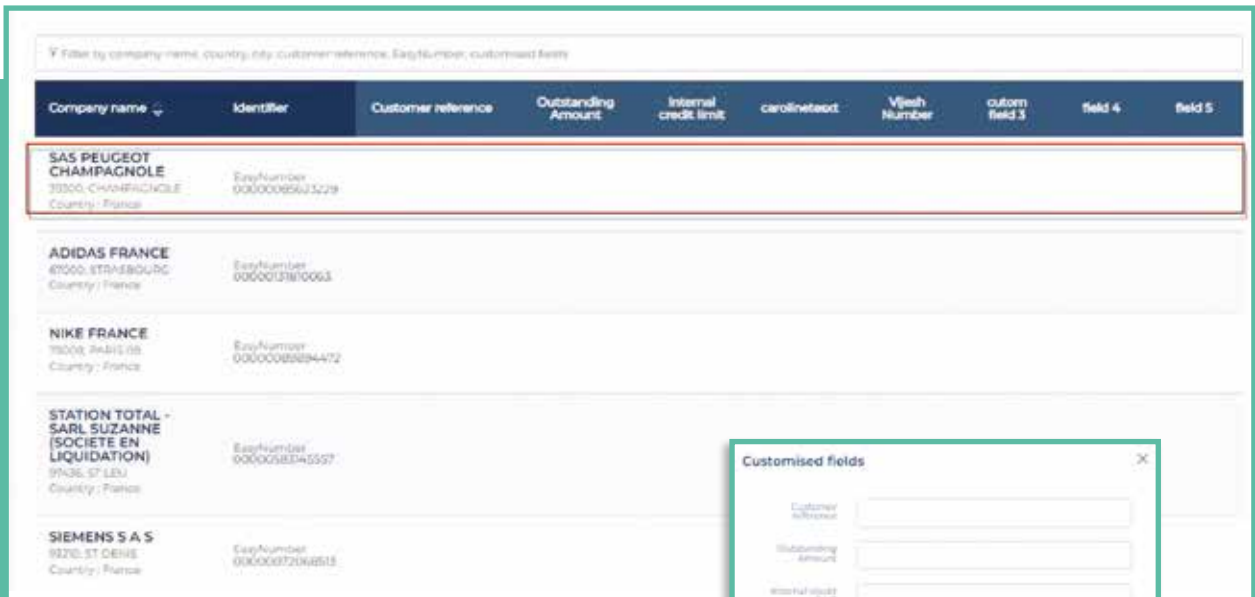 Filter by company name, country, city, customer reference, EasyNumber, customised fields
Company name Identifier Customer reference Outstanding Amount Internal credit limit carolinetest Vijesh Number cutom field 3 field 4 field 5
SAS PEUGEOT
CHAMPAGNOLE
39300, CHAMPAGNOLE
Country : France
EasyNumber
ADIDAS FRANCE
67000, STRASBOURG
Country : France
EasyNumber
NIKE FRANCE
PARIS 08
Country : France
EasyNumber
STATION TOTAL -
SARL SUZANNE
(SOCIETE EN
LIQUIDATION)
97436, ST LEU
Country : France
EasyNumber
SIEMENS S A S
ST DENIS
Country : France
EasyNumber
Customised fields
Customer
reference
Outstanding
Amount
Internal credit